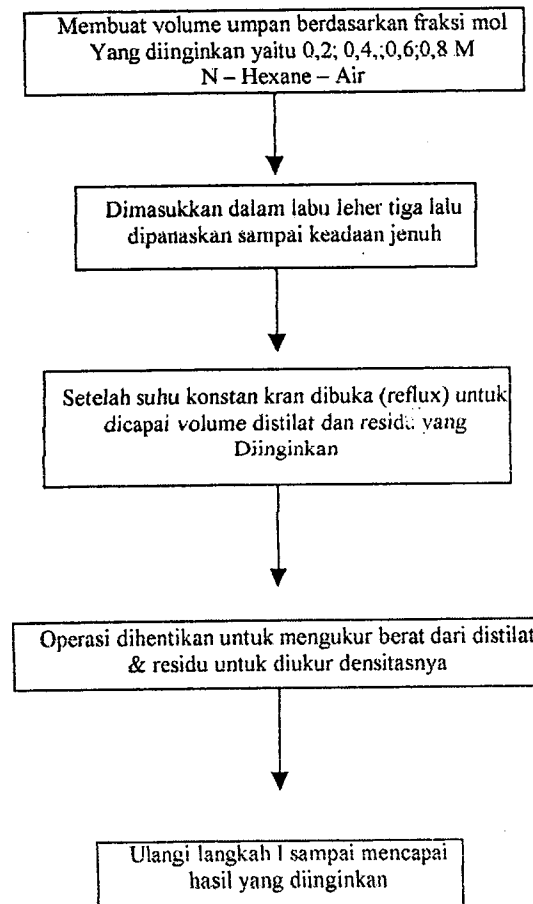 Membuat volume umpan berdasarkan fraksi mol
Yang diinginkan yaitu 0,2; 0,4,;0,6;0,8 M
N – Hexane – Air
Dimasukkan dalam labu leher tiga lalu
dipanaskan sampai keadaan jenuh
Setelah suhu konstan kran dibuka (reflux) untuk
dicapai volume distilat dan residu yang
Diinginkan
Operasi dihentikan untuk mengukur berat dari distilat
& residu untuk diukur densitasnya
Ulangi langkah 1 sampai mencapai
hasil yang diinginkan